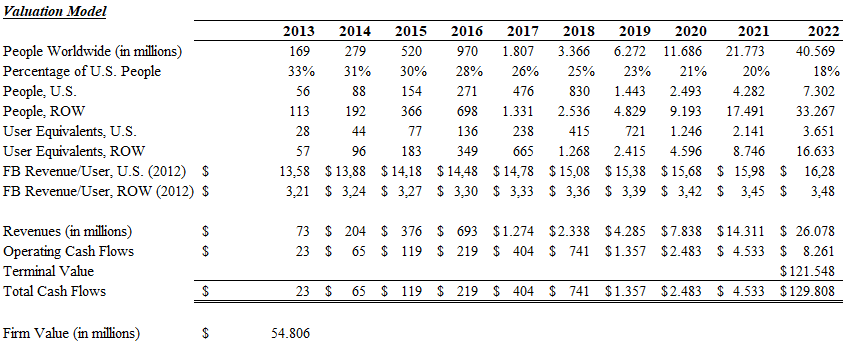 Valuation Model
2013 2014 2015 2016 2017 2018 2019 2020 2021 2022
People Worldwide (in millions) 169 279 520 970 1.807 3.366 6.272 11.686 21.773 40.569
Percentage of U.S. People 33% 31% 30% 28% 26% 25% 23% 21% 20% 18%
People, U.S. 56 88 154 271 476 830 1.443 2.493 4.282 7.302
People, ROW 113 192 366 698 1.331 2.536 4.829 9.193 17.491 33.267
User Equivalents, U.S. 28 44 77 136 238 415 721 1.246 2.141 3.651
User Equivalents, ROW 57 96 183 349 665 1.268 2.415 4.596 8.746 16.633
FB Revenue/User, U.S. (2012) $ 13,58 $ 13,88 $ 14,18 $ 14,48 $ 14,78 $ 15,08 $ 15,38 $ 15,68 $ 15,98 $ 16,28
FB Revenue/User, ROW (2012) $ 3,21 $ 3,24 $ 3,27 $ 3,30 $ 3,33 $ 3,36 $ 3,39 $ 3,42 $ 3,45 $ 3,48
Revenues (in millions) $ 73 $ 204 $ 376 $ 693 $1.274 $2.338 $4.285 $7.838 $14.311 $ 26.078
Operating Cash Flows $ 23 $ 65 $ 119 $ 219 $ 404 $ 741 $1.357 $2.483 $ 4.533 $ 8.261
Terminal Value $121.548
Total Cash Flows $ 23 $ 65 $ 119 $ 219 $ 404 $ 741 $1.357 $2.483 $ 4.533 $129.808
Firm Value (in millions) $ 54.806